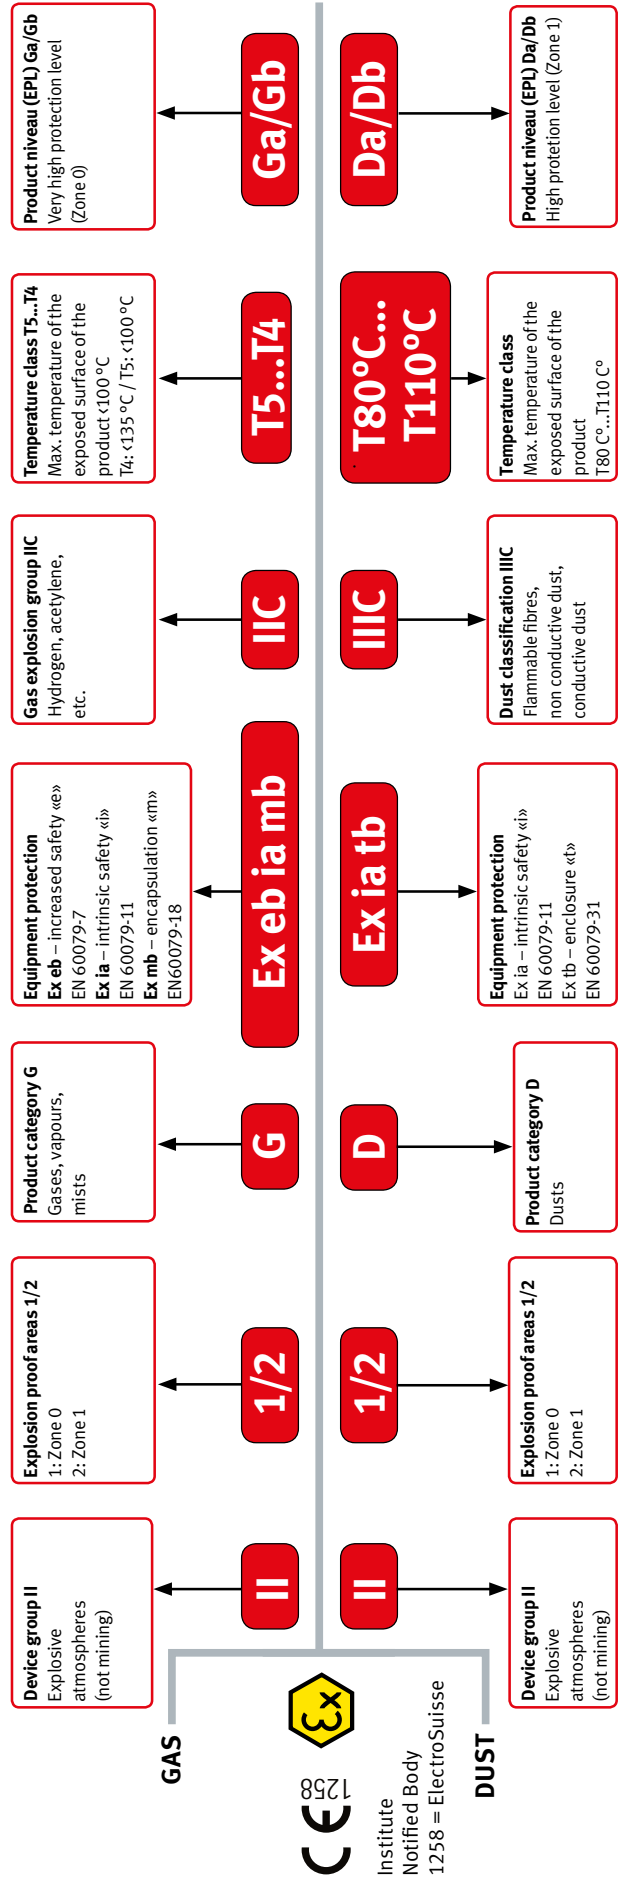 GAS
Device group II
Explosive
atmospheres
(not mining)
Explosion proof areas 1/2
1: Zone 0
2: Zone 1
Product category G
Gases, vapours,
mists
Equipment protection
Ex eb – increased safety «e»
EN 60079-7
Ex ia – intrinsic safety «i»
EN 60079-11
Ex mb – encapsulation «m»
EN60079-18
Gas explosion group IIC
Hydrogen, acetylene,
etc.
Temperature class T5...T4
Max. temperature of the
exposed surface of the
product <100 °C
T4: <135 °C / T5: <100 °C
Product niveau (EPL) Ga/Gb
Very high protection level
(Zone 0)
II
1/2
G
Ex eb ia mb
IIC
T5...T4
Ga/Gb
CE
1258
εx
Institute
Notified Body
1258 = ElectroSuisse
II
1/2
D
Ex ia tb
IIIC
T80°C...
T110°C
Da/Db
DUST
Device group II
Explosive
atmospheres
(not mining)
Explosion proof areas 1/2
1: Zone 0
2: Zone 1
Product category D
Dusts
Equipment protection
Ex ia – intrinsic safety «i»
EN 60079-11
Ex tb – enclosure «t»
EN 60079-31
Dust classification IIIC
Flammable fibres,
non conductive dust,
conductive dust
Temperature class
Max. temperature of the
exposed surface of the
product
T80 C°...T110 C°
Product niveau (EPL) Da/Db
High protetion level (Zone 1)